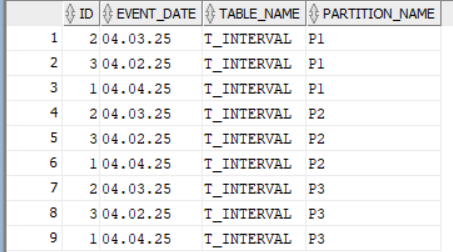 ID EVENT_DATE TABLE_NAME PARTITION_NAME
1 2 04.03.25 T_INTERVAL P1
2 3 04.02.25 T_INTERVAL P1
3 1 04.04.25 T_INTERVAL P1
4 2 04.03.25 T_INTERVAL P2
5 3 04.02.25 T_INTERVAL P2
6 1 04.04.25 T_INTERVAL P2
7 2 04.03.25 T_INTERVAL P3
8 3 04.02.25 T_INTERVAL P3
9 1 04.04.25 T_INTERVAL P3